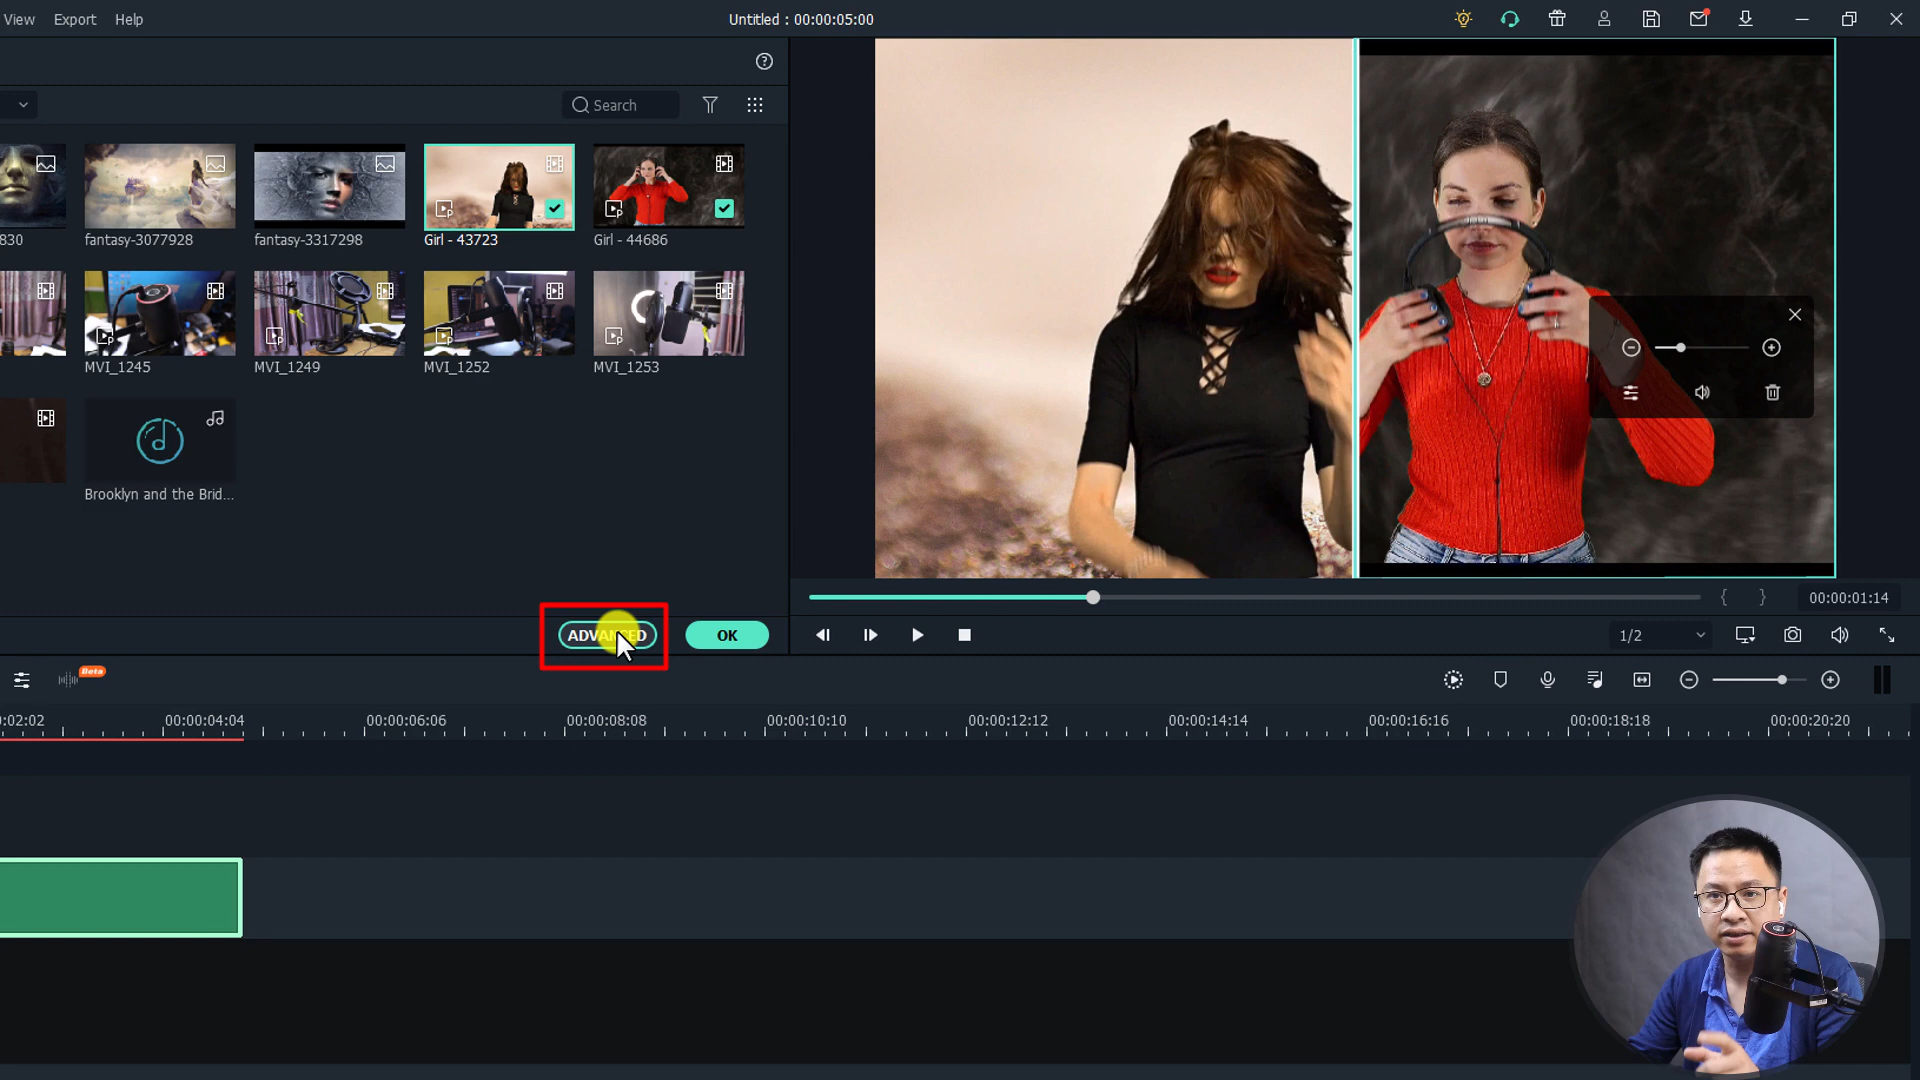 View Export Help
Untitled : 00:00:05:00
Search
830
fantasy-3077928
fantasy-3317298
Girl - 43723
Girl - 44686
MVI_1245
MVI_1249
MVI_1252
MVI_1253
Brooklyn and the Brid...
ADVANCED
OK
00:00:01:14
1/2
Beta
:02:02
00:00:04:04
00:00:06:06
00:00:08:08
00:00:10:10
00:00:12:12
00:00:14:14
00:00:16:16
00:00:18:18
00:00:20:20